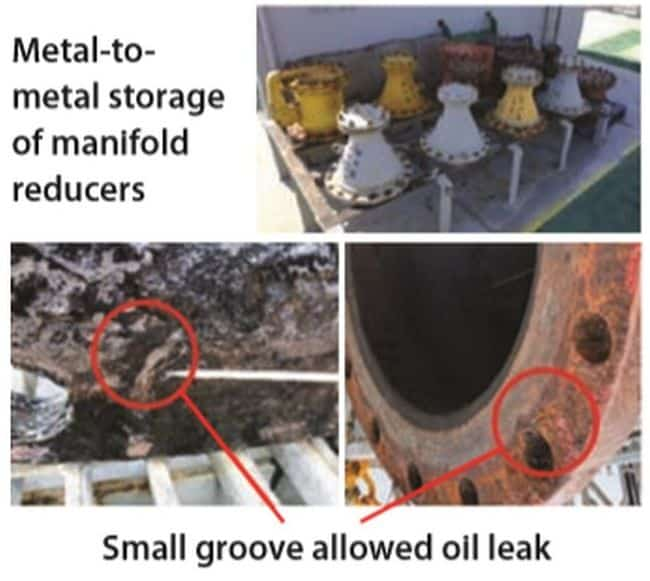 Metal-to-
metal storage
of manifold
reducers
Small groove allowed oil leak